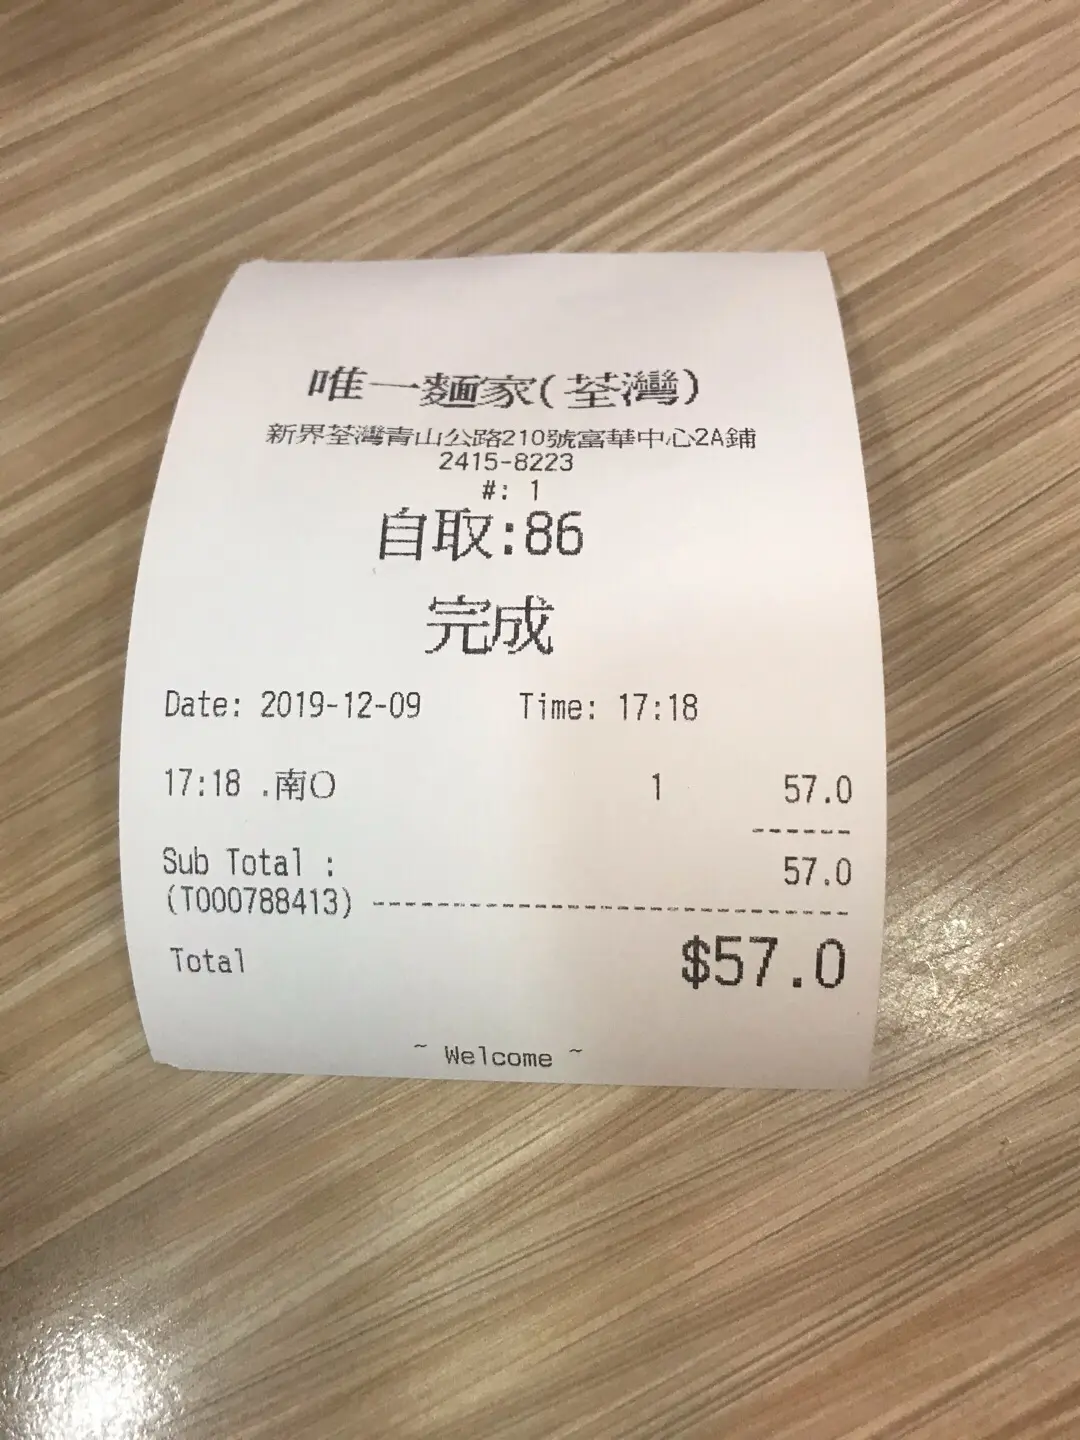 唯一麵家(荃灣)
新界荃灣青山公路210號富華中心2A鋪
2415-8223
#: 1
自取:86
完成
Date: 2019-12-09 Time: 17:18
17:18 .南O 1 57.0
------
Sub Total : 57.0
(T000788413) ------------------------------
Total $57.0
~ Welcome ~